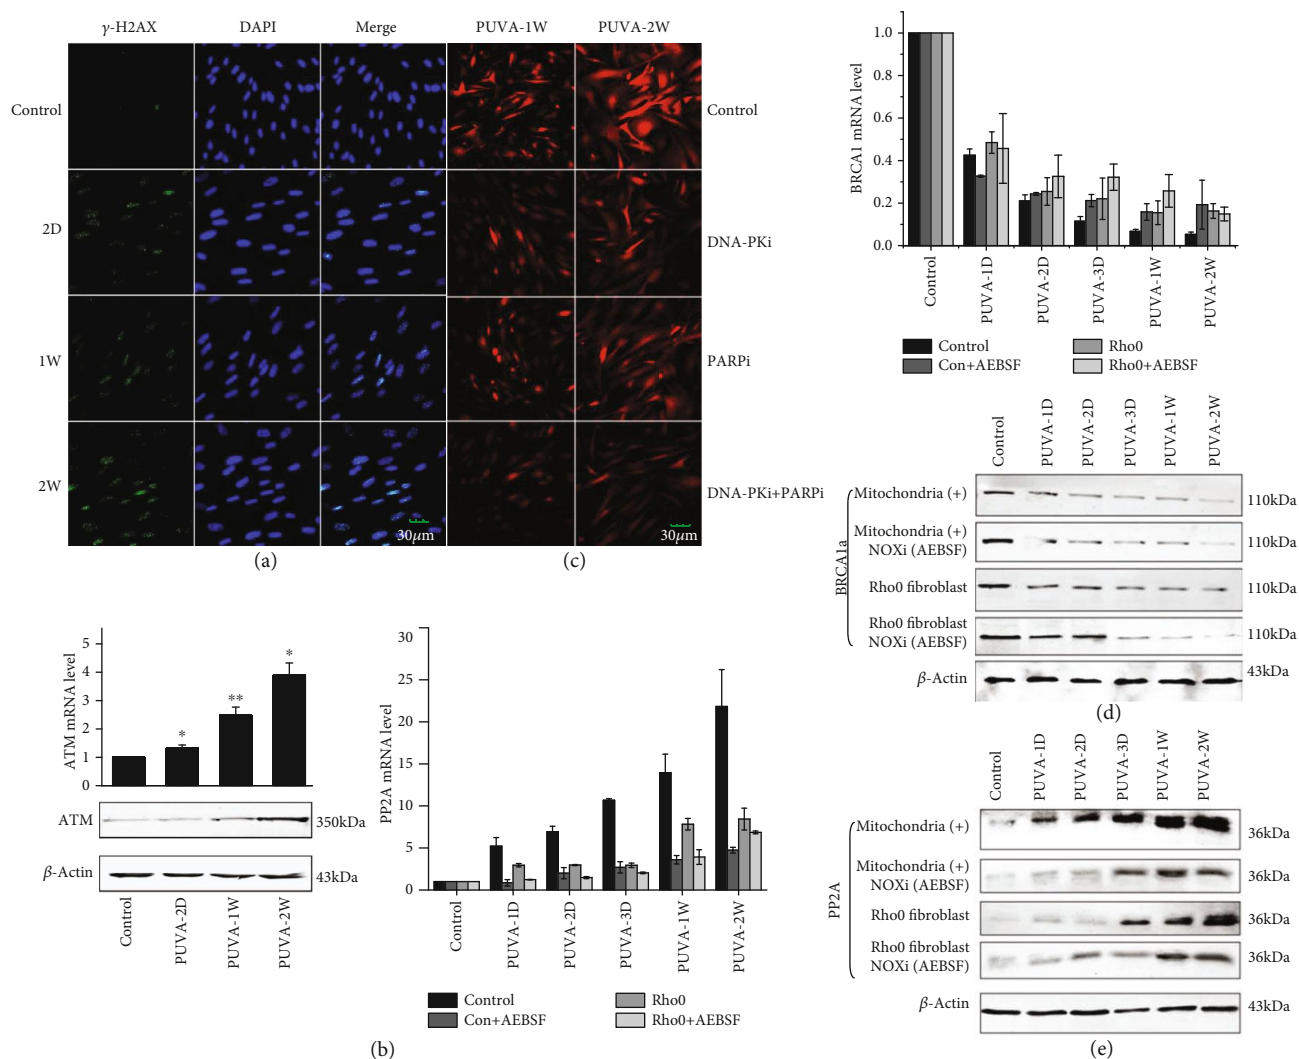 γ-H2AX DAPI Merge PUVA-1W PUVA-2W
Control
2D
1W
2W
Control
DNA-PKi
PARPi
DNA-PKi+PARPi
30μm
30μm
(a)
(c)
BRCA1 mRNA level
1.0
0.8
0.6
0.4
0.2
0.0
Control PUVA-1D PUVA-2D PUVA-3D PUVA-1W PUVA-2W
Control Rho0
Con+AEBSF Rho0+AEBSF
Control PUVA-1D PUVA-2D PUVA-3D PUVA-1W PUVA-2W
BRCA1a
Mitochondria (+) 110kDa
Mitochondria (+)
NOXi (AEBSF) 110kDa
Rho0 fibroblast 110kDa
Rho0 fibroblast
NOXi (AEBSF) 110kDa
β-Actin 43kDa
(d)
ATM mRNA level
5
4
3
2
1
0
* ** *
ATM 350kDa
β-Actin 43kDa
Control PUVA-2D PUVA-1W PUVA-2W
PP2A mRNA level
30
25
20
15
10
5
0
Control PUVA-1D PUVA-2D PUVA-3D PUVA-1W PUVA-2W
Control Rho0
Con+AEBSF Rho0+AEBSF
(b)
Control PUVA-1D PUVA-2D PUVA-3D PUVA-1W PUVA-2W
PP2A
Mitochondria (+) 36kDa
Mitochondria (+)
NOXi (AEBSF) 36kDa
Rho0 fibroblast 36kDa
Rho0 fibroblast
NOXi (AEBSF) 36kDa
β-Actin 43kDa
(e)